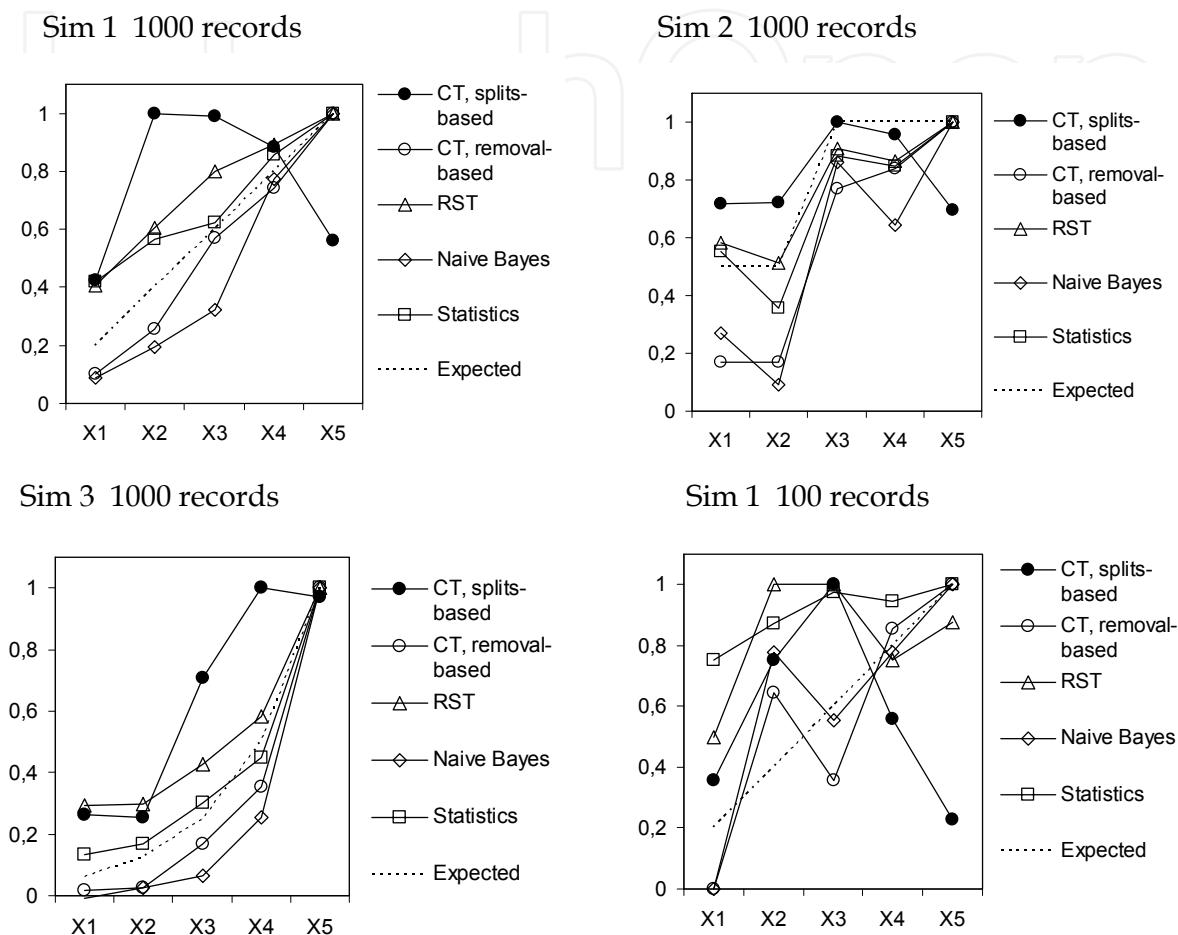 Sim 1 1000 records
1
0,8
0,6
0,4
0,2
0
X1 X2 X3 X4 X5
CT, splits-
based
CT, removal-
based
RST
Naive Bayes
Statistics
Expected
Sim 2 1000 records
1
0,8
0,6
0,4
0,2
0
X1 X2 X3 X4 X5
CT, splits-
based
CT, removal-
based
RST
Naive Bayes
Statistics
Expected
Sim 3 1000 records
1
0,8
0,6
0,4
0,2
0
X1 X2 X3 X4 X5
CT, splits-
based
CT, removal-
based
RST
Naive Bayes
Statistics
Expected
Sim 1 100 records
1
0,8
0,6
0,4
0,2
0
X1 X2 X3 X4 X5
CT, splits-
based
CT, removal-
based
RST
Naive Bayes
Statistics
Expected